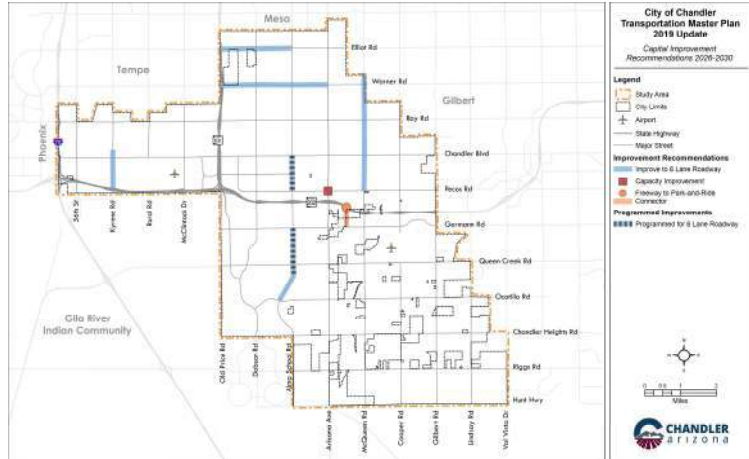 City of Chandler
Transportation Master Plan
2019 Update
Capital Improvement
Recommendations 2026-2030
Legend
Study Area
City Limits
Airport
State Highway
Major Street
Improvement Recommendations
Improve to 6 Lane Roadway
Capacity Improvement
Freeway to Park-and-Ride
Connector
Programmed Improvements
Programmed for 6 Lane Roadway
Miles
CHANDLER
arizona
Mesa
Tempe
Gilbert
Phoenix
Gila River
Indian Community
Elliot Rd
Warner Rd
Ray Rd
Chandler Blvd
Pecos Rd
Germann Rd
Queen Creek Rd
Ocotillo Rd
Chandler Heights Rd
Riggs Rd
Hunt Hwy
56th St
Kyrene Rd
Rural Rd
McClintock Dr
Old Price Rd
Dobson Rd
Alma School Rd
Arizona Ave
McQueen Rd
Cooper Rd
Gilbert Rd
Lindsay Rd
Val Vista Dr